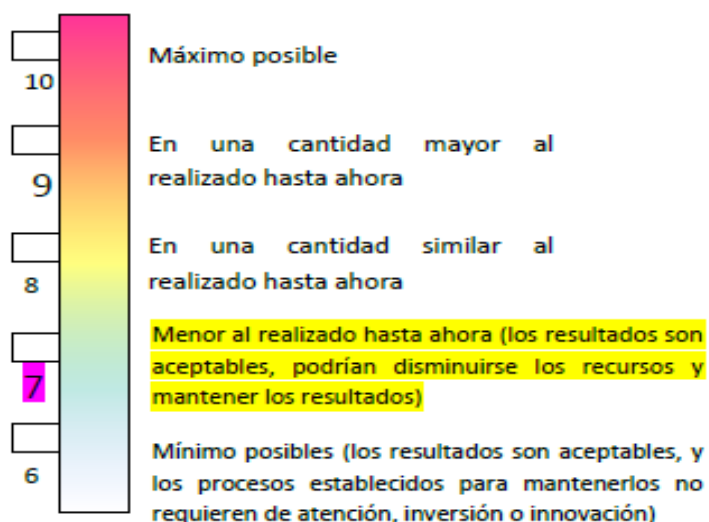 10
Máximo posible
9
En una cantidad mayor al
realizado hasta ahora
8
En una cantidad similar al
realizado hasta ahora
7
Menor al realizado hasta ahora (los resultados son
aceptables, podrían disminuirse los recursos y
mantener los resultados)
6
Mínimo posibles (los resultados son aceptables, y
los procesos establecidos para mantenerlos no
requieren de atención, inversión o innovación)